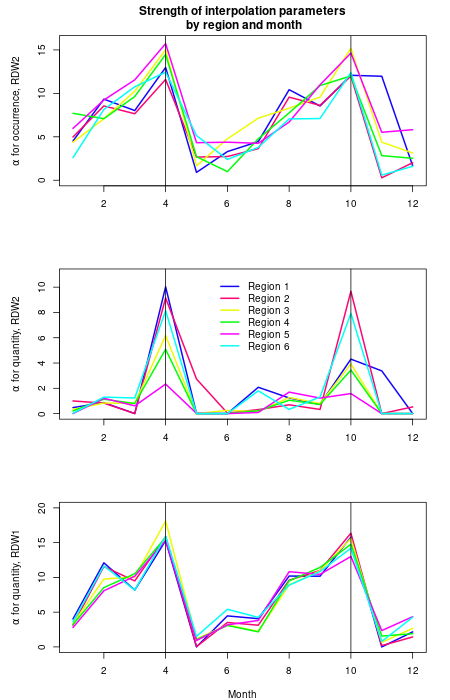 Strength of interpolation parameters
by region and month
α for occurrence, RDW2
15
10
5
0
2 4 6 8 10 12
α for quantity, RDW2
10
8
6
4
2
0
Region 1
Region 2
Region 3
Region 4
Region 5
Region 6
2 4 6 8 10 12
α for quantity, RDW1
20
15
10
5
0
2 4 6 8 10 12
Month